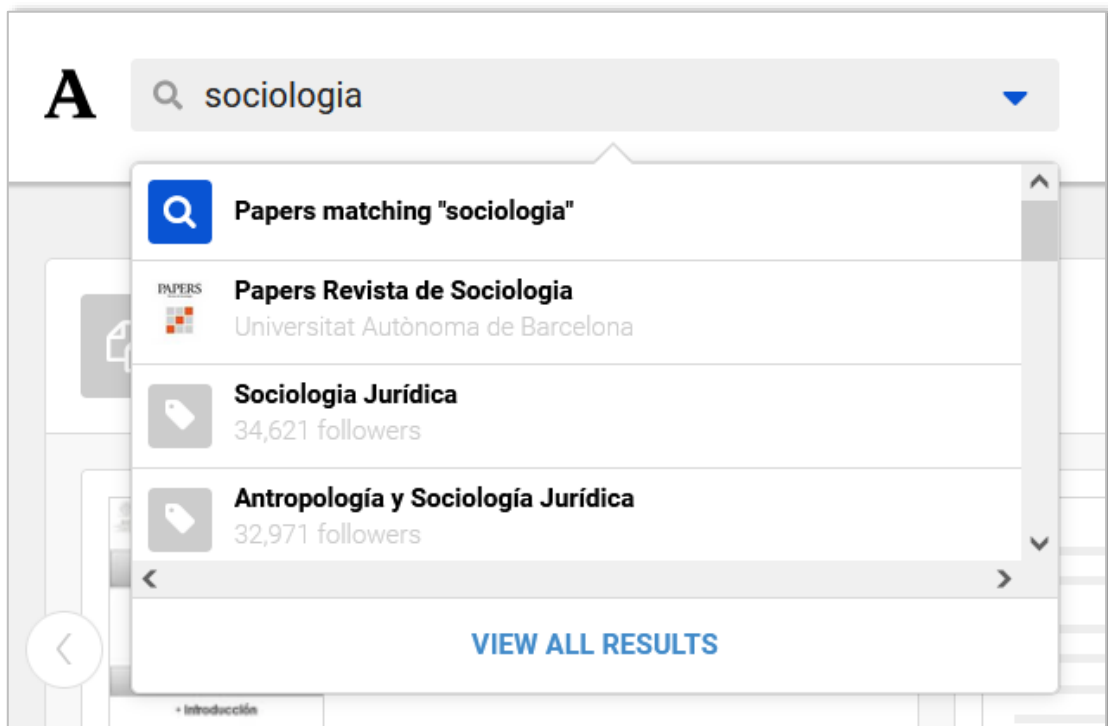 A
sociologia
Papers matching "sociologia"
PAPERS
Papers Revista de Sociologia
Universitat Autònoma de Barcelona
Sociologia Jurídica
34,621 followers
Antropología y Sociología Jurídica
32,971 followers
VIEW ALL RESULTS
- Introducción